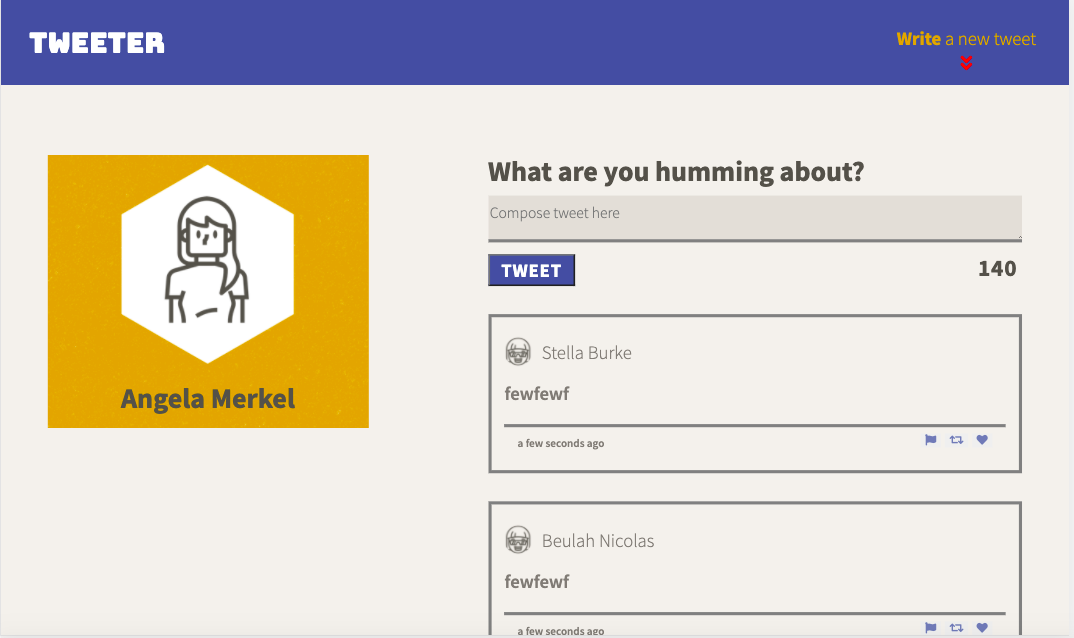 TWEETER
Write a new tweet
Angela Merkel
What are you humming about?
Compose tweet here
TWEET
140
Stella Burke
fewfewf
a few seconds ago
Beulah Nicolas
fewfewf
a few seconds ago